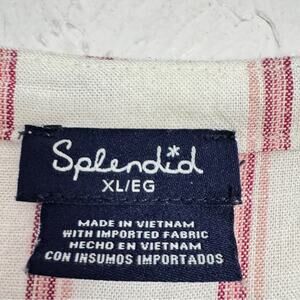 Splendid
XL/EG
MADE IN VIETNAM
WITH IMPORTED FABRIC
HECHO EN VIETNAM
CON INSUMOS IMPORTADOS